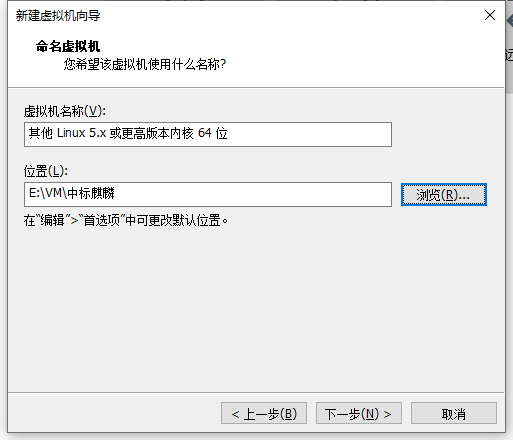 新建虚拟机向导
命名虚拟机
您希望该虚拟机使用什么名称?
虚拟机名称(V):
其他 Linux 5.x 或更高版本内核 64 位
位置(L):
E:\VM\中标麒麟
浏览(R)...
在“编辑”>“首选项”中可更改默认位置。
< 上一步(B)
下一步(N) >
取消